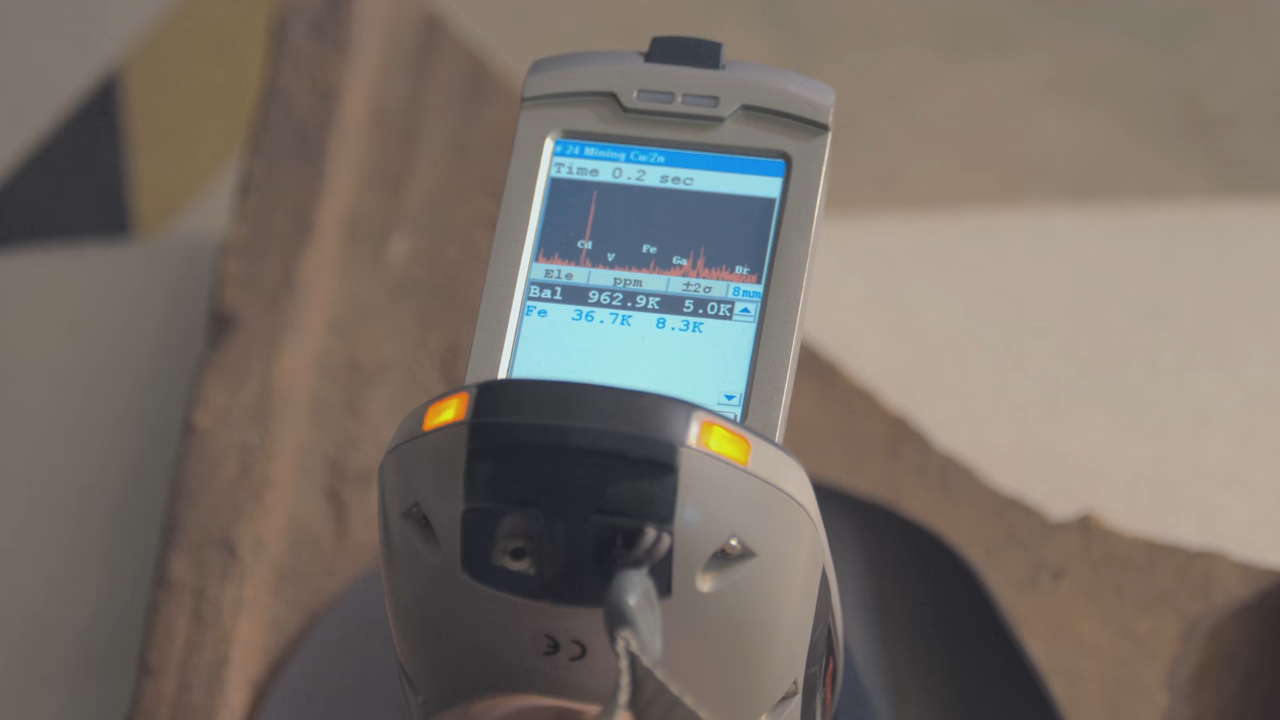 # 24 Mining Cu/Zn
Time 0.2 sec
Cd V Fe Ga Br
Ele ppm ±2σ 8mm
Bal 962.9K 5.0K
Fe 36.7K 8.3K
CE